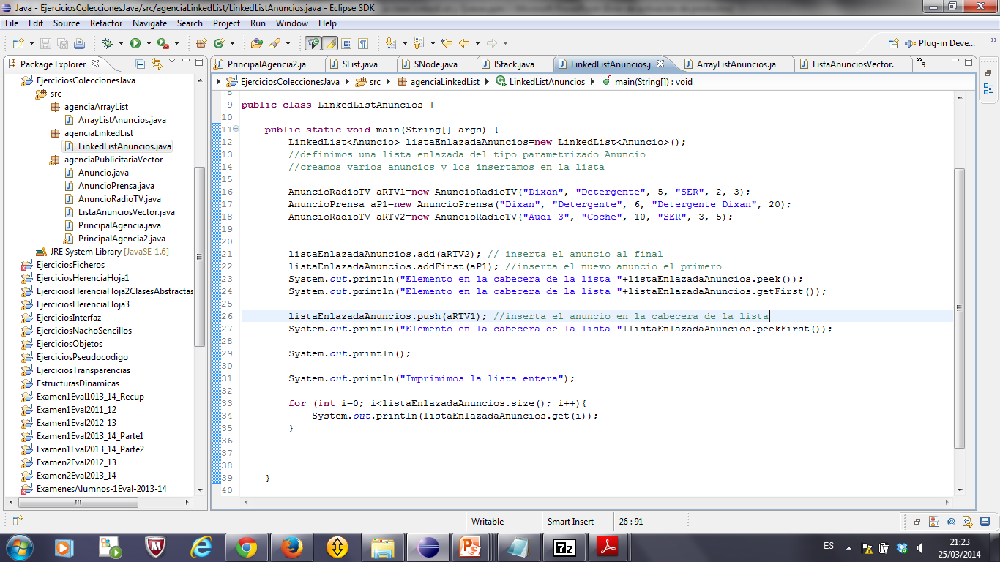 Java - EjerciciosColeccionesJava/src/agenciaLinkedList/LinkedListAnuncios.java - Eclipse SDK
File Edit Source Refactor Navigate Search Project Run Window Help
Plug-in Deve...
Package Explorer
PrincipalAgencia2.ja
SList.java
SNode.java
IStack.java
LinkedListAnuncios.j
ArrayListAnuncios.ja
ListaAnunciosVector.
»9
EjerciciosColeccionesJava
src
agenciaLinkedList
LinkedListAnuncios
main(String[]) : void
EjerciciosColeccionesJava
src
agenciaArrayList
ArrayListAnuncios.java
agenciaLinkedList
LinkedListAnuncios.java
agenciaPublicitariaVector
Anuncio.java
AnuncioPrensa.java
AnuncioRadioTV.java
ListaAnunciosVector.java
PrincipalAgencia.java
PrincipalAgencia2.java
JRE System Library [JavaSE-1.6]
EjerciciosFicheros
EjerciciosHerenciaHoja1
EjerciciosHerenciaHoja2ClasesAbstractas
EjerciciosHerenciaHoja3
EjerciciosInterfaz
EjerciciosNachoSencillos
EjerciciosObjetos
EjerciciosPseudocodigo
EjerciciosTransparencias
EstructurasDinamicas
Examen1Eval1013_14_Recup
Examen1Eval2011_12
Examen1Eval2012_13
Examen1Eval2013_14_Parte1
Examen1Eval2013_14_Parte2
Examen2Eval2012_13
Examen2Eval2013_14
ExamenesAlumnos-1Eval-2013-14
8
9 public class LinkedListAnuncios {
10
11 public static void main(String[] args) {
12 LinkedList<Anuncio> listaEnlazadaAnuncios=new LinkedList<Anuncio>();
13 //definimos una lista enlazada del tipo parametrizado Anuncio
14 //creamos varios anuncios y los insertamos en la lista
15
16 AnuncioRadioTV aRTV1=new AnuncioRadioTV("Dixan", "Detergente", 5, "SER", 2, 3);
17 AnuncioPrensa aP1=new AnuncioPrensa("Dixan", "Detergente", 6, "Detergente Dixan", 20);
18 AnuncioRadioTV aRTV2=new AnuncioRadioTV("Audi 3", "Coche", 10, "SER", 3, 5);
19
20
21 listaEnlazadaAnuncios.add(aRTV2); // inserta el anuncio al final
22 listaEnlazadaAnuncios.addFirst(aP1); //inserta el nuevo anuncio el primero
23 System.out.println("Elemento en la cabecera de la lista "+listaEnlazadaAnuncios.peek());
24 System.out.println("Elemento en la cabecera de la lista "+listaEnlazadaAnuncios.getFirst());
25
26 listaEnlazadaAnuncios.push(aRTV1); //inserta el anuncio en la cabecera de la lista
27 System.out.println("Elemento en la cabecera de la lista "+listaEnlazadaAnuncios.peekFirst());
28
29 System.out.println();
30
31 System.out.println("Imprimimos la lista entera");
32
33 for (int i=0; i<listaEnlazadaAnuncios.size(); i++){
34 System.out.println(listaEnlazadaAnuncios.get(i));
35 }
36
37
38
39 }
40
Writable
Smart Insert
26 : 91
ES
21:23
25/03/2014